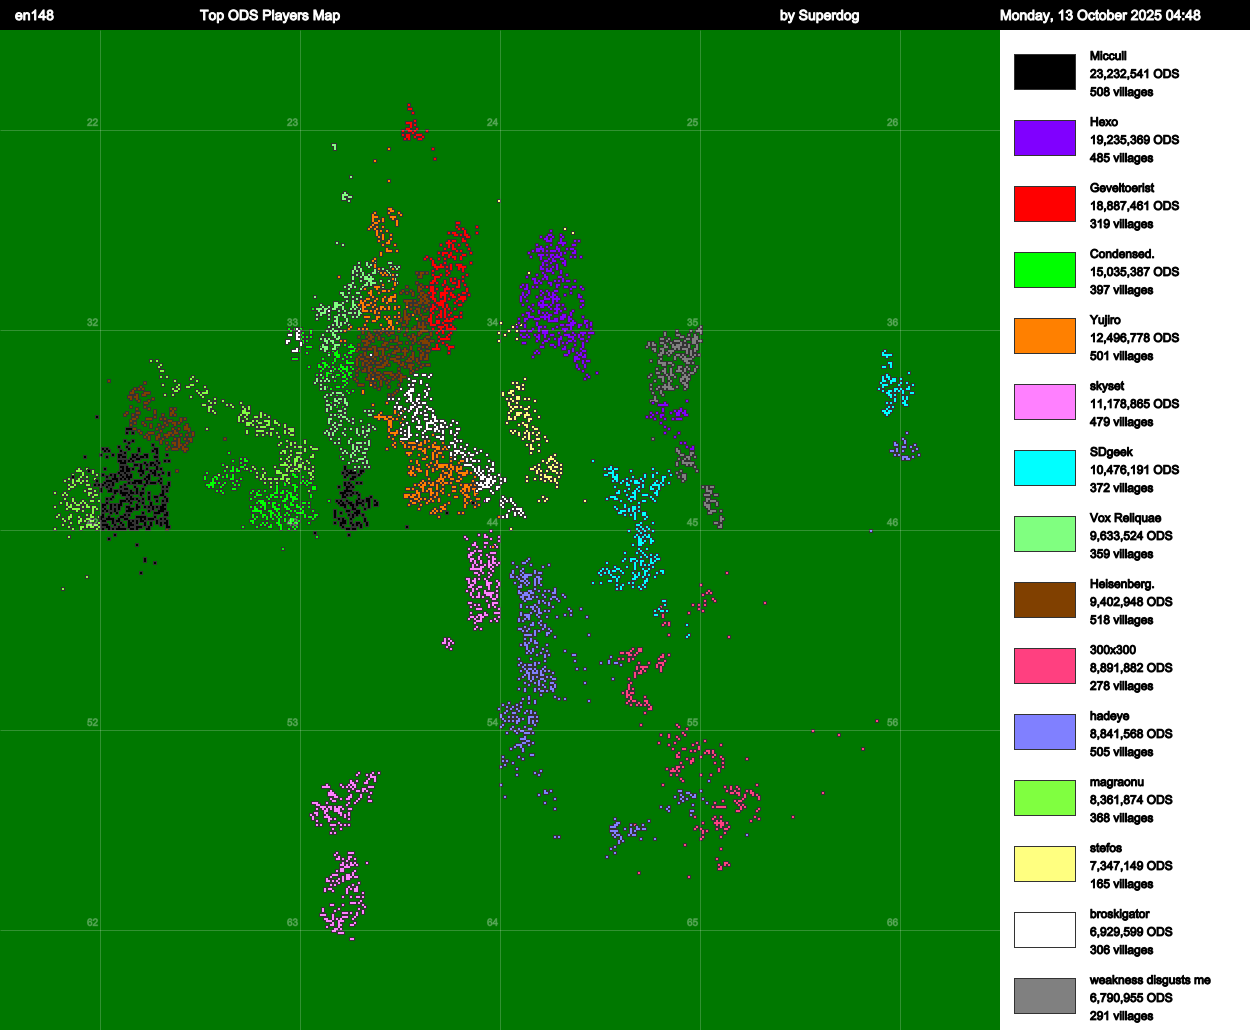 en148 Top ODS Players Map by Superdog Monday, 13 October 2025 04:48
22 23 24 25 26
32 33 34 35 36
44 45 46
52 53 54 55 56
62 63 64 65 66
Miccull
23,232,541 ODS
508 villages
Hexo
19,235,369 ODS
485 villages
Geveltoerist
18,887,461 ODS
319 villages
Condensed.
15,035,387 ODS
397 villages
Yujiro
12,496,778 ODS
501 villages
skyset
11,178,865 ODS
479 villages
SDgeek
10,476,191 ODS
372 villages
Vox Reliquae
9,633,524 ODS
359 villages
Heisenberg.
9,402,948 ODS
518 villages
300x300
8,891,882 ODS
278 villages
hadeye
8,841,568 ODS
505 villages
magraonu
8,361,874 ODS
368 villages
stefos
7,347,149 ODS
165 villages
broskigator
6,929,599 ODS
306 villages
weakness disgusts me
6,790,955 ODS
291 villages